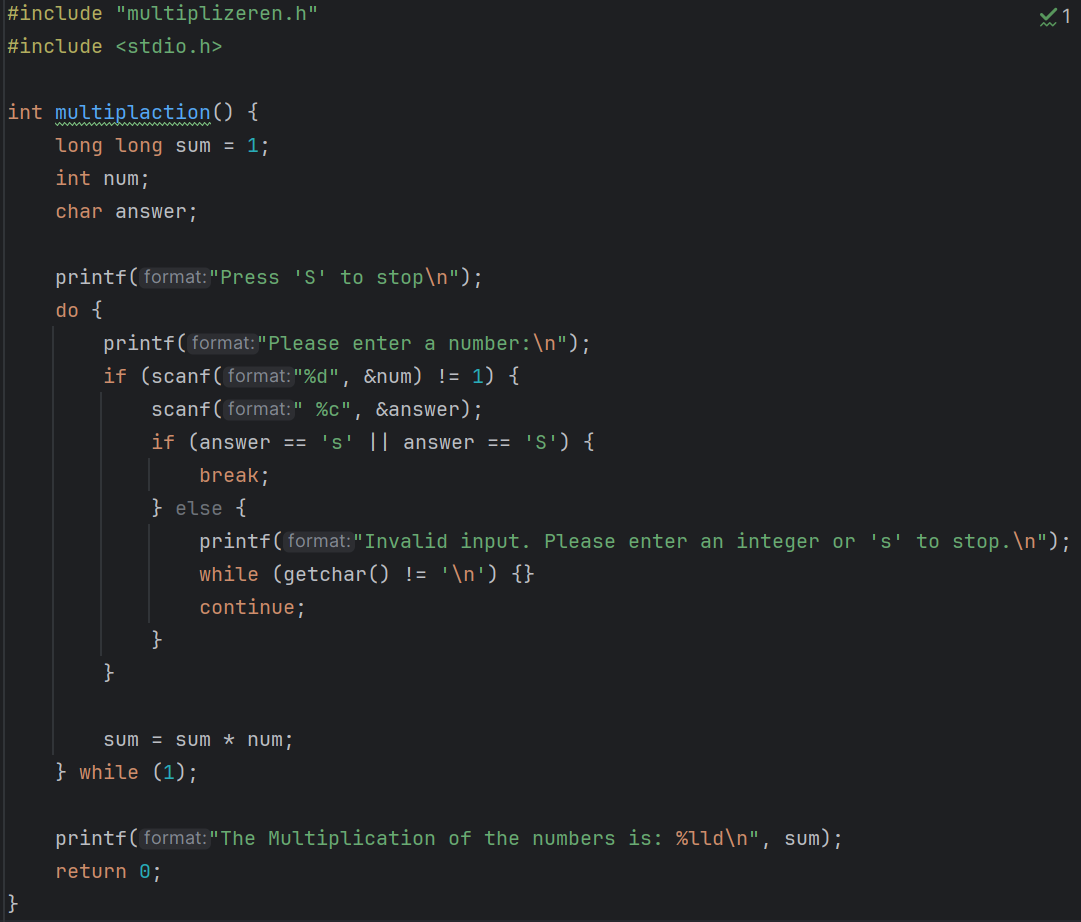 #include "multiplizeren.h"
#include <stdio.h>
1
int multiplaction() {
long long sum = 1;
int num;
char answer;
printf(format:"Press 'S' to stop\n");
do {
printf(format:"Please enter a number:\n");
if (scanf(format:"%d", &num) != 1) {
scanf(format:" %c", &answer);
if (answer == 's' || answer == 'S') {
break;
} else {
printf(format:"Invalid input. Please enter an integer or 's' to stop.\n");
while (getchar() != '\n') {}
continue;
}
}
sum = sum * num;
} while (1);
printf(format:"The Multiplication of the numbers is: %lld\n", sum);
return 0;
}